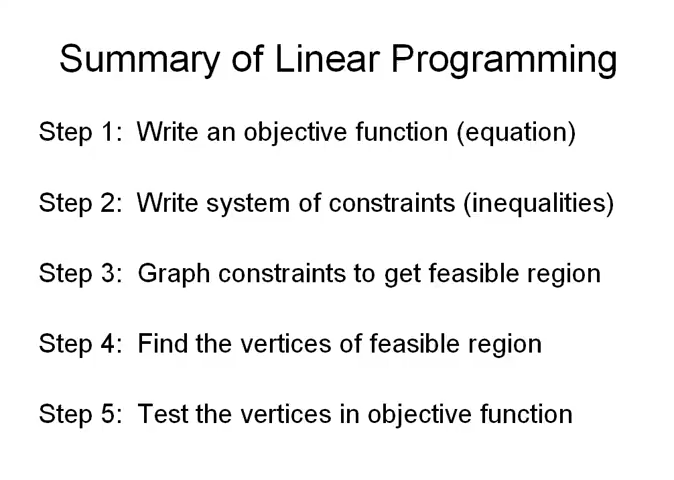 Summary of Linear Programming
Step 1: Write an objective function (equation)
Step 2: Write system of constraints (inequalities)
Step 3: Graph constraints to get feasible region
Step 4: Find the vertices of feasible region
Step 5: Test the vertices in objective function